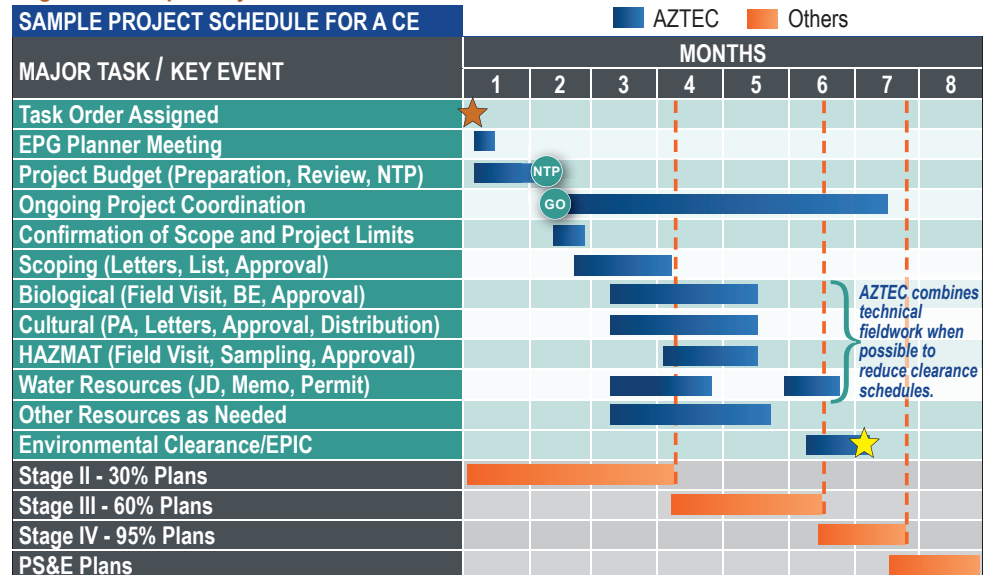 SAMPLE PROJECT SCHEDULE FOR A CE
AZTEC
Others
MAJOR TASK / KEY EVENT
MONTHS
1 2 3 4 5 6 7 8
Task Order Assigned
EPG Planner Meeting
Project Budget (Preparation, Review, NTP)
NTP
Ongoing Project Coordination
GO
Confirmation of Scope and Project Limits
Scoping (Letters, List, Approval)
Biological (Field Visit, BE, Approval)
Cultural (PA, Letters, Approval, Distribution)
HAZMAT (Field Visit, Sampling, Approval)
Water Resources (JD, Memo, Permit)
AZTEC combines
technical
fieldwork when
possible to
reduce clearance
schedules.
Other Resources as Needed
Environmental Clearance/EPIC
Stage II - 30% Plans
Stage III - 60% Plans
Stage IV - 95% Plans
PS&E Plans